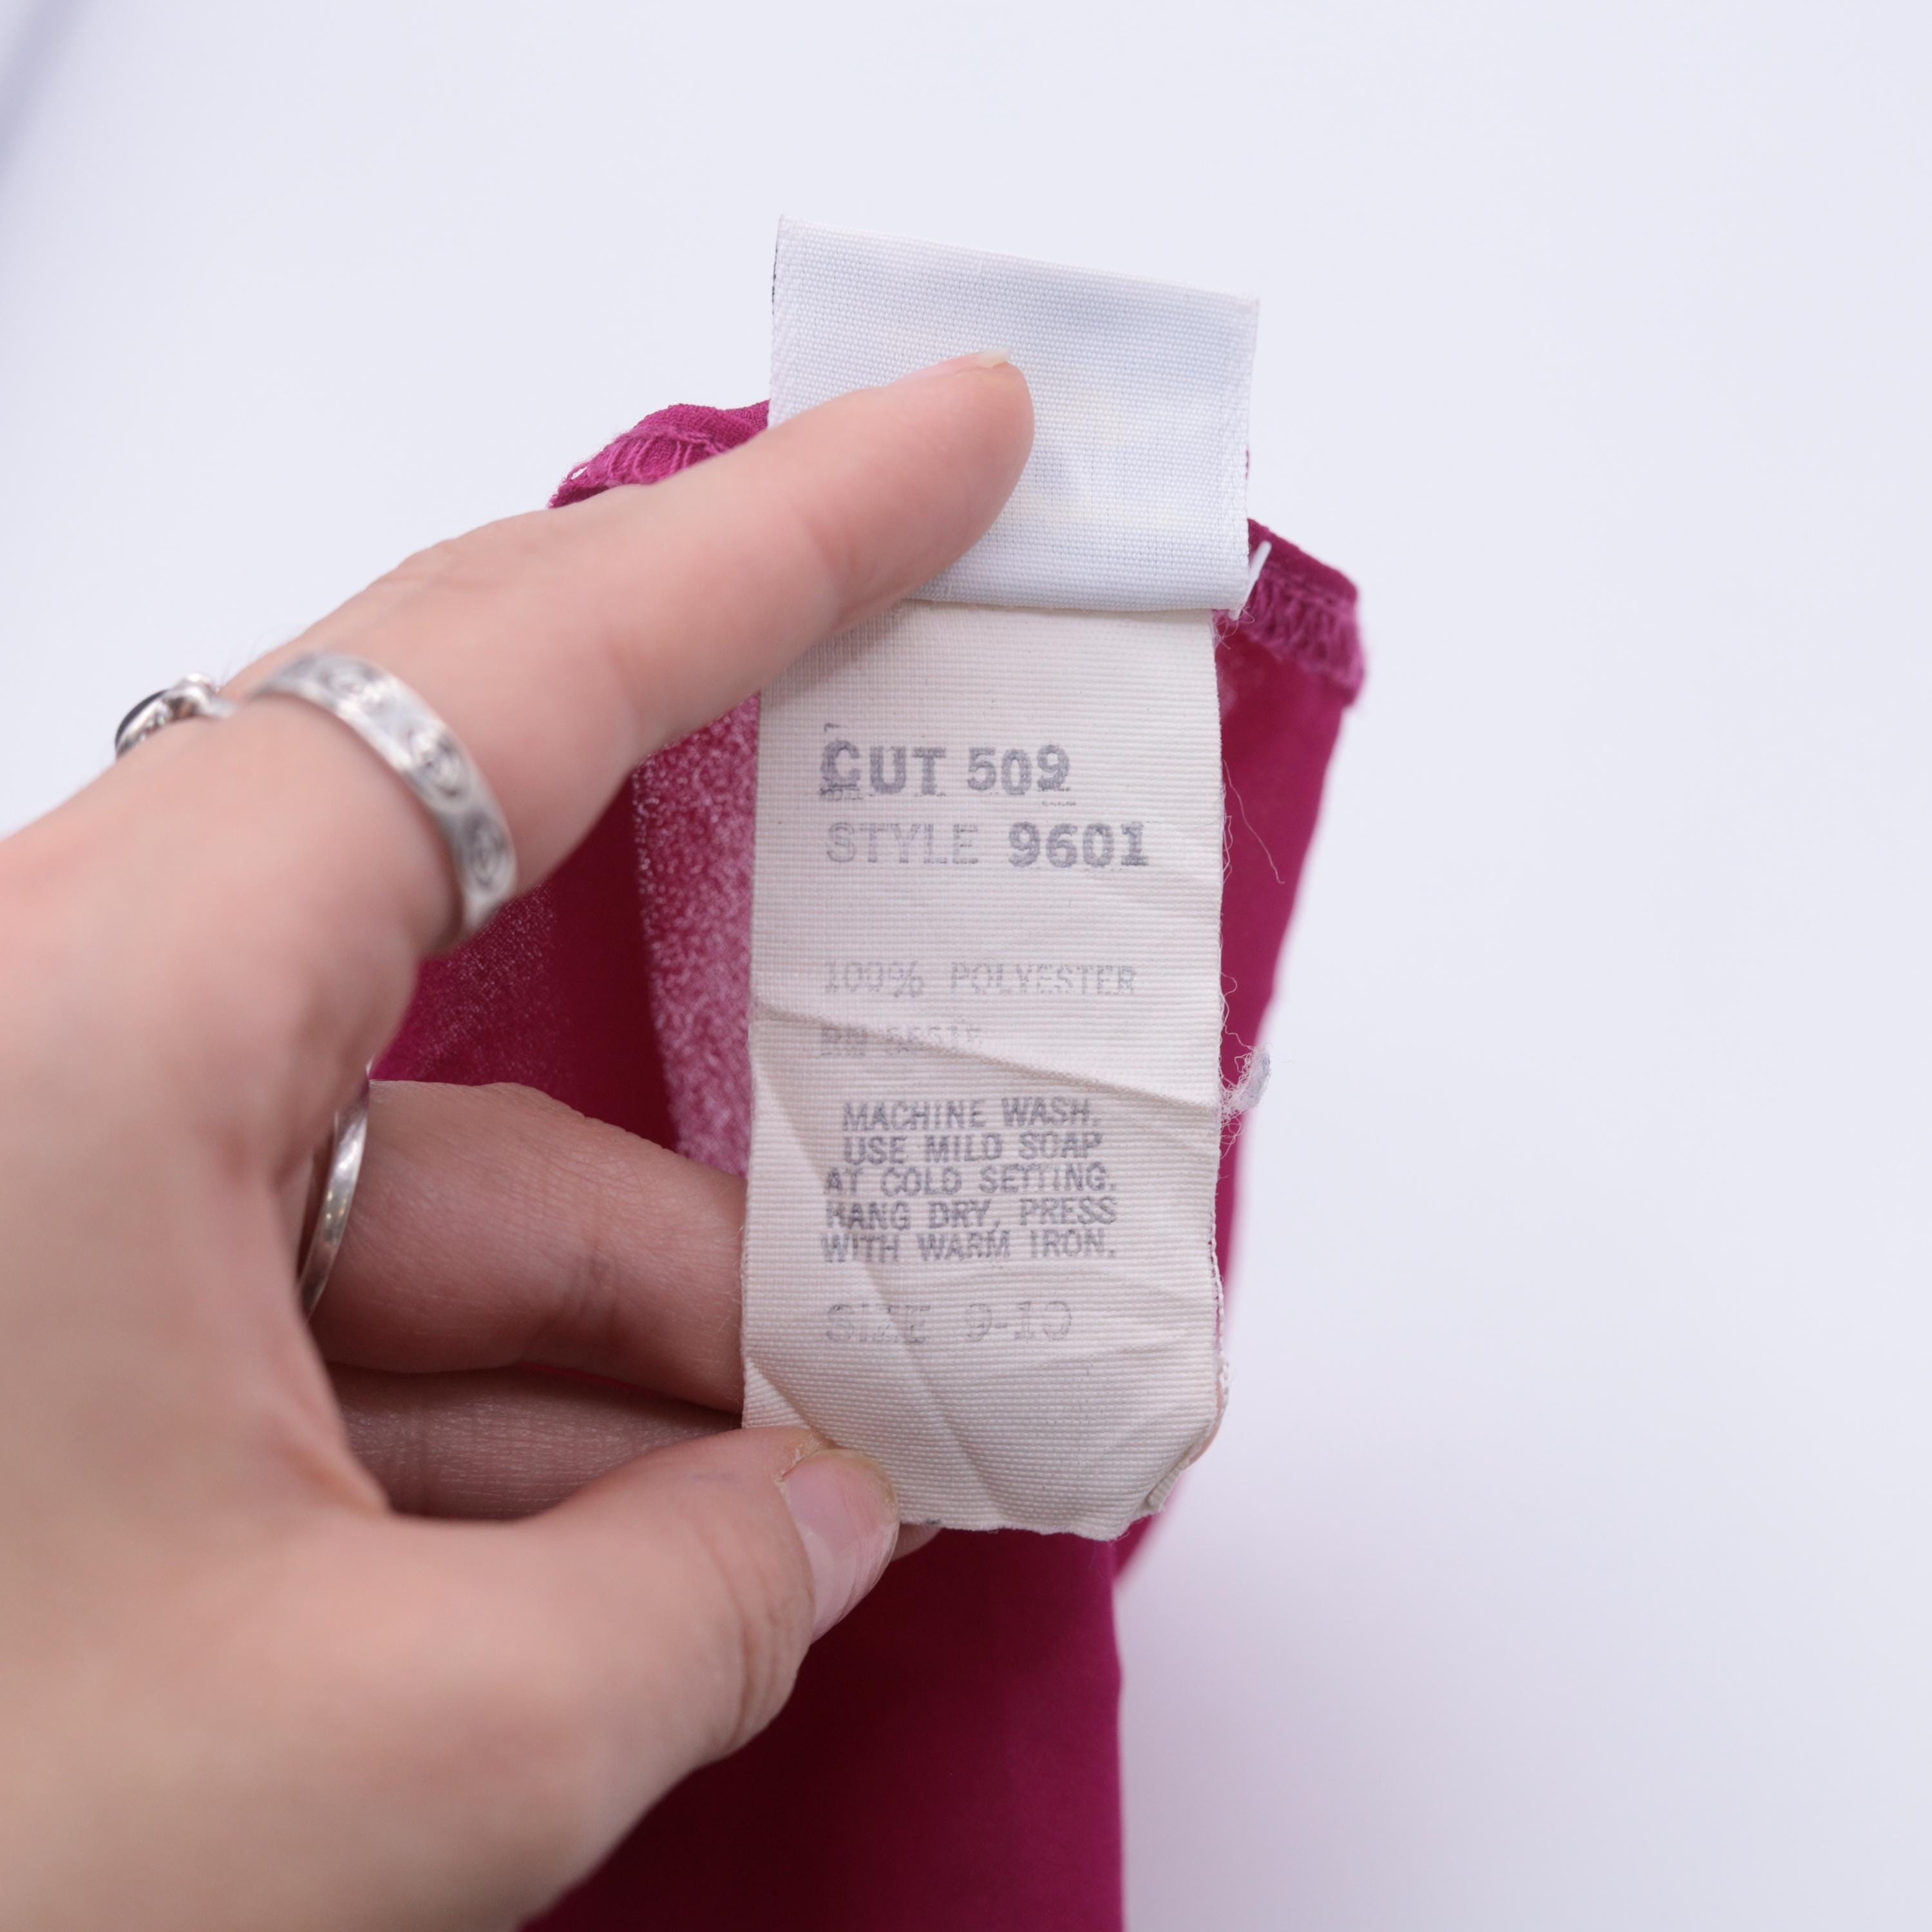 CUT 509
STYLE 9601
100% POLYESTER
RN
MACHINE WASH.
USE MILD SOAP
AT COLD SETTING.
HANG DRY, PRESS
WITH WARM IRON.
SIZE 9-10